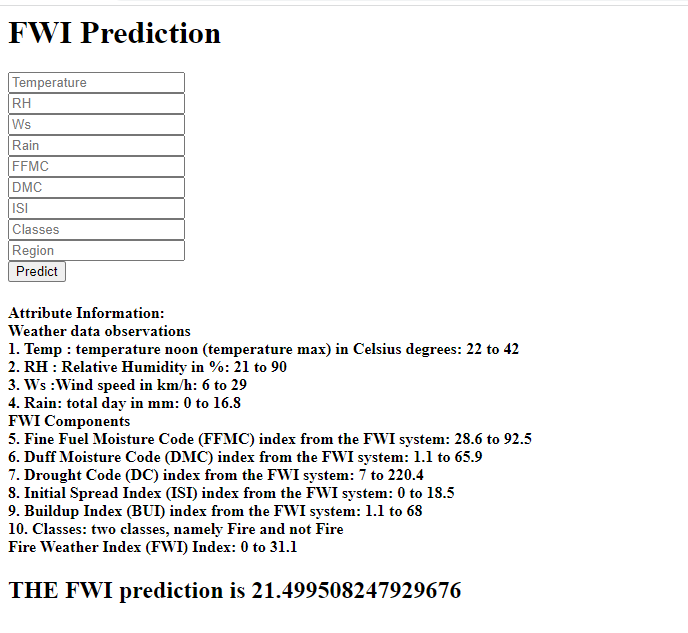 FWI Prediction
Temperature
RH
Ws
Rain
FFMC
DMC
ISI
Classes
Region
Predict
Attribute Information:
Weather data observations
1. Temp : temperature noon (temperature max) in Celsius degrees: 22 to 42
2. RH : Relative Humidity in %: 21 to 90
3. Ws :Wind speed in km/h: 6 to 29
4. Rain: total day in mm: 0 to 16.8
FWI Components
5. Fine Fuel Moisture Code (FFMC) index from the FWI system: 28.6 to 92.5
6. Duff Moisture Code (DMC) index from the FWI system: 1.1 to 65.9
7. Drought Code (DC) index from the FWI system: 7 to 220.4
8. Initial Spread Index (ISI) index from the FWI system: 0 to 18.5
9. Buildup Index (BUI) index from the FWI system: 1.1 to 68
10. Classes: two classes, namely Fire and not Fire
Fire Weather Index (FWI) Index: 0 to 31.1
THE FWI prediction is 21.499508247929676